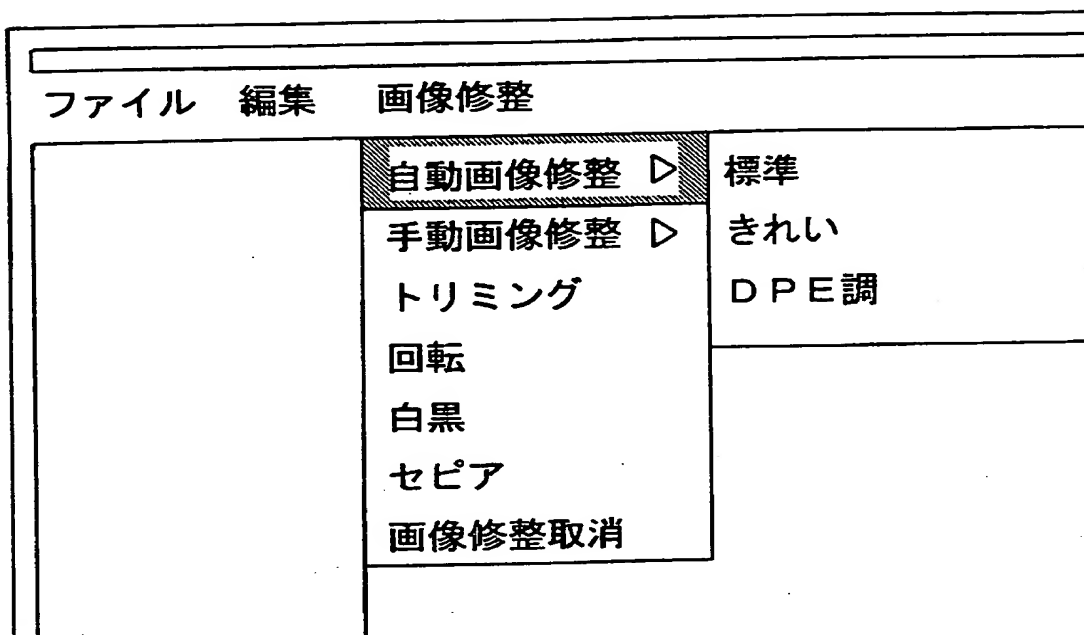 ファイル 編集 画像修整
自動画像修整 ▷ 標準
手動画像修整 ▷ きれい
トリミング ＤＰＥ調
回転
白黒
セピア
画像修整取消